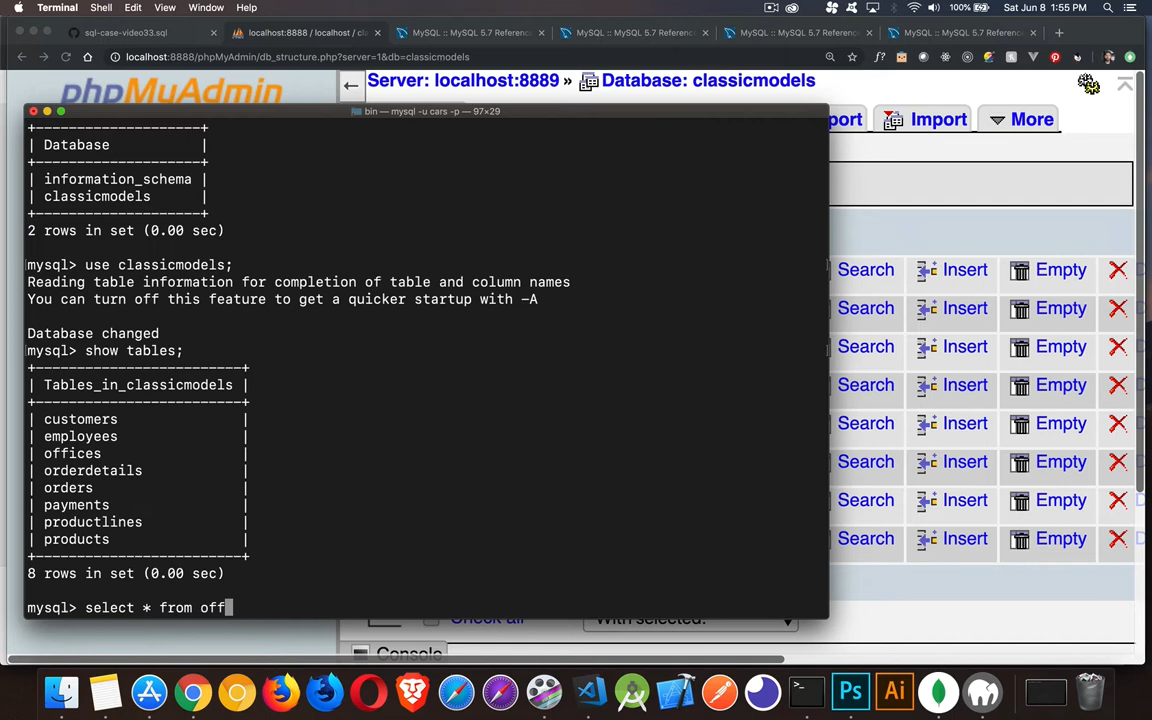 Terminal Shell Edit View Window Help 100% Sat Jun 8 1:55 PM
sql-case-video33.sql × localhost:8888 / localhost / cla × MySQL :: MySQL 5.7 Referenc × MySQL :: MySQL 5.7 Referenc × MySQL :: MySQL 5.7 Referenc × MySQL :: MySQL 5.7 Referenc × +
localhost:8888/phpMyAdmin/db_structure.php?server=1&db=classicmodels
phpMyAdmin
Server: localhost:8889 » Database: classicmodels
bin — mysql -u cars -p — 97×29
port Import More
+--------------------+
| Database |
+--------------------+
| information_schema |
| classicmodels |
+--------------------+
2 rows in set (0.00 sec)
mysql> use classicmodels;
Reading table information for completion of table and column names
You can turn off this feature to get a quicker startup with -A
Database changed
mysql> show tables;
+-------------------------+
| Tables_in_classicmodels |
+-------------------------+
| customers |
| employees |
| offices |
| orderdetails |
| orders |
| payments |
| productlines |
| products |
+-------------------------+
8 rows in set (0.00 sec)
mysql> select * from off
Search Insert Empty D
Search Insert Empty D
Search Insert Empty D
Search Insert Empty D
Search Insert Empty D
Search Insert Empty D
Search Insert Empty D
Search Insert Empty D
Check all With selected:
Console
Ps Ai